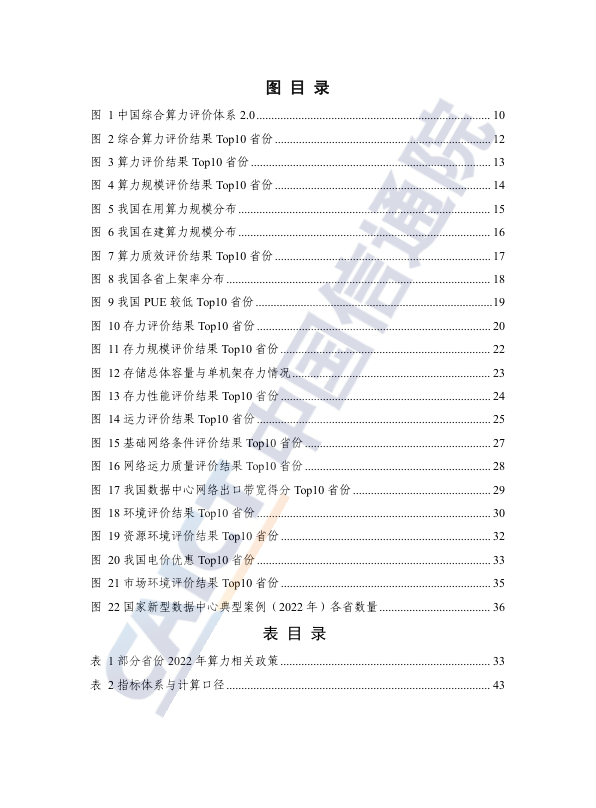 图 目 录
图 1 中国综合算力评价体系 2.0 10
图 2 综合算力评价结果 Top10 省份 12
图 3 算力评价结果 Top10 省份 13
图 4 算力规模评价结果 Top10 省份 14
图 5 我国在用算力规模分布 15
图 6 我国在建算力规模分布 16
图 7 算力质效评价结果 Top10 省份 17
图 8 我国各省上架率分布 18
图 9 我国 PUE 较低 Top10 省份 19
图 10 存力评价结果 Top10 省份 20
图 11 存力规模评价结果 Top10 省份 22
图 12 存储总体容量与单机架存力情况 23
图 13 存力性能评价结果 Top10 省份 24
图 14 运力评价结果 Top10 省份 25
图 15 基础网络条件评价结果 Top10 省份 27
图 16 网络运力质量评价结果 Top10 省份 28
图 17 我国数据中心网络出口带宽得分 Top10 省份 29
图 18 环境评价结果 Top10 省份 30
图 19 资源环境评价结果 Top10 省份 32
图 20 我国电价优惠 Top10 省份 33
图 21 市场环境评价结果 Top10 省份 35
图 22 国家新型数据中心典型案例（2022 年）各省数量 36
表 目 录
表 1 部分省份 2022 年算力相关政策 33
表 2 指标体系与计算口径 43
CAICT 中国信通院